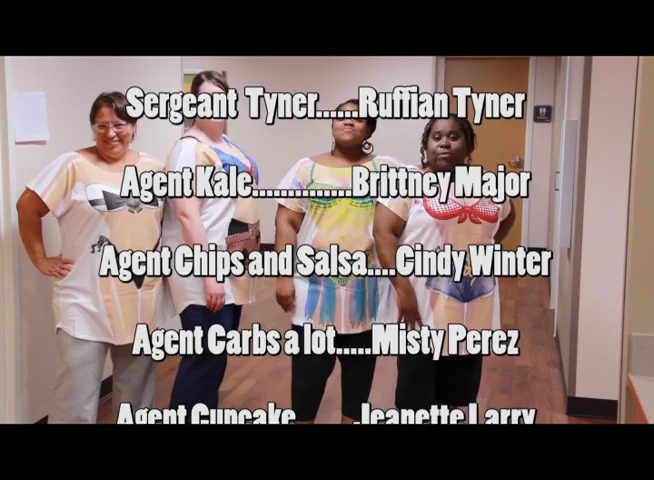 Sergeant Tyner......Ruffian Tyner
Agent Kale...............Brittney Major
Agent Chips and Salsa....Cindy Winter
Agent Carbs a lot.....Misty Perez
Agent Cupcake.........Jeanette Larry